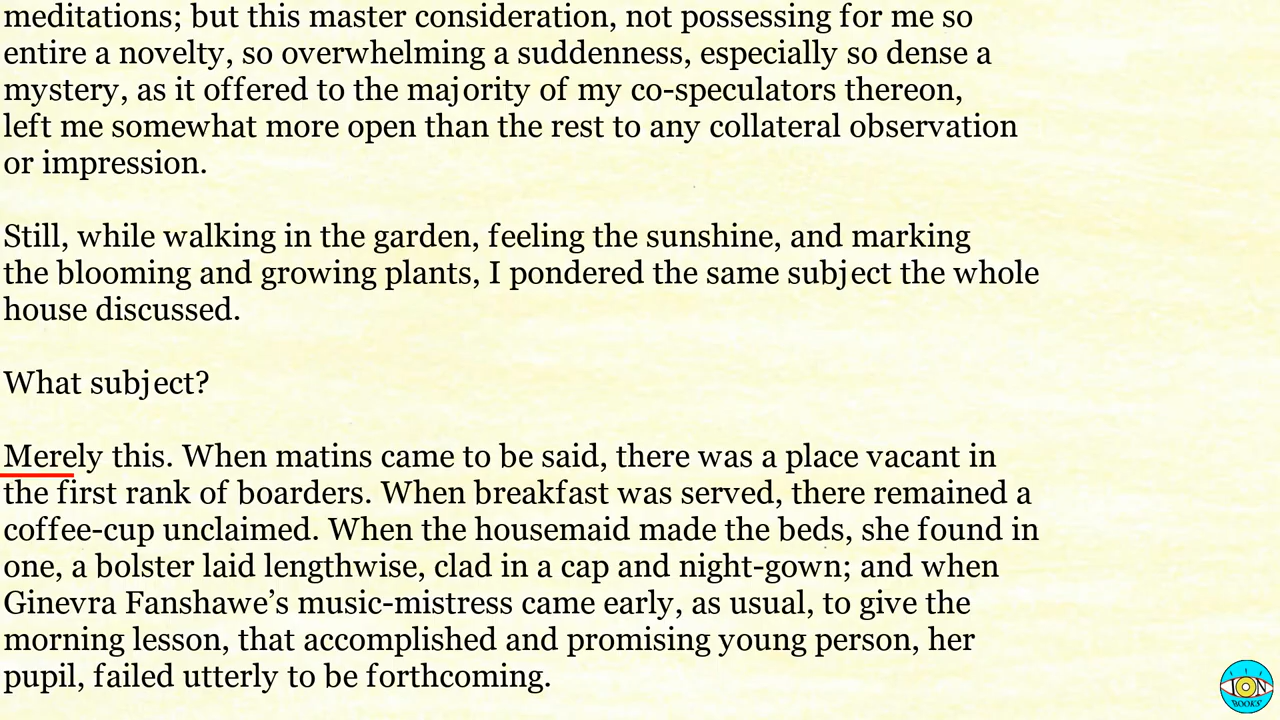 meditations; but this master consideration, not possessing for me so
entire a novelty, so overwhelming a suddenness, especially so dense a
mystery, as it offered to the majority of my co-speculators thereon,
left me somewhat more open than the rest to any collateral observation
or impression.
Still, while walking in the garden, feeling the sunshine, and marking
the blooming and growing plants, I pondered the same subject the whole
house discussed.
What subject?
Merely this. When matins came to be said, there was a place vacant in
the first rank of boarders. When breakfast was served, there remained a
coffee-cup unclaimed. When the housemaid made the beds, she found in
one, a bolster laid lengthwise, clad in a cap and night-gown; and when
Ginevra Fanshawe’s music-mistress came early, as usual, to give the
morning lesson, that accomplished and promising young person, her
pupil, failed utterly to be forthcoming.
ION
BOOKS